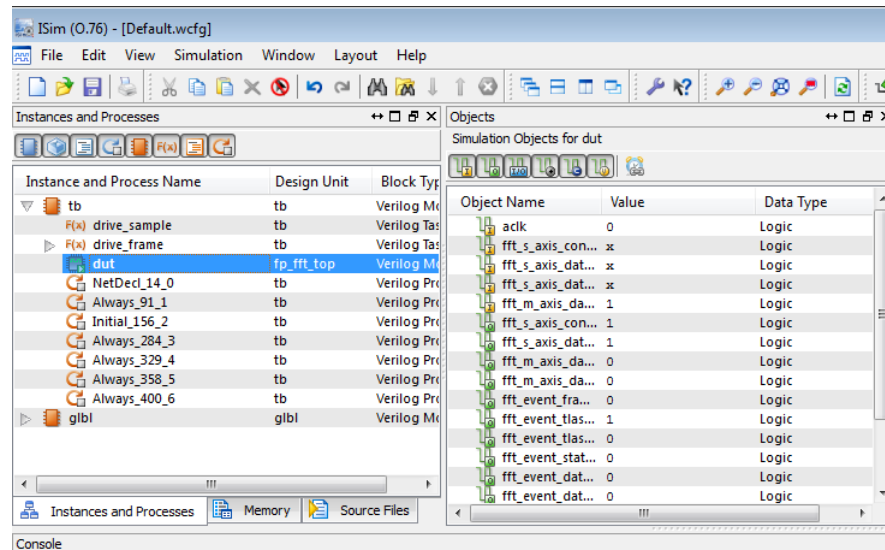 ISim (O.76) - [Default.wcfg]
File Edit View Simulation Window Layout Help
Instances and Processes
F(x)
Instance and Process Name Design Unit Block Typ
tb tb Verilog Mo
F(x) drive_sample tb Verilog Tas
F(x) drive_frame tb Verilog Tas
dut fp_fft_top Verilog Mo
NetDecl_14_0 tb Verilog Pro
Always_91_1 tb Verilog Pro
Initial_156_2 tb Verilog Pro
Always_284_3 tb Verilog Pro
Always_329_4 tb Verilog Pro
Always_358_5 tb Verilog Pro
Always_400_6 tb Verilog Pro
glbl glbl Verilog Mo
Instances and Processes Memory Source Files
Objects
Simulation Objects for dut
Object Name Value Data Type
aclk 0 Logic
fft_s_axis_con... x Logic
fft_s_axis_dat... x Logic
fft_s_axis_dat... x Logic
fft_m_axis_da... 1 Logic
fft_s_axis_con... 1 Logic
fft_s_axis_dat... 1 Logic
fft_m_axis_da... 0 Logic
fft_m_axis_da... 0 Logic
fft_event_fra... 0 Logic
fft_event_tlas... 1 Logic
fft_event_tlas... 0 Logic
fft_event_stat... 0 Logic
fft_event_dat... 0 Logic
fft_event_dat... 0 Logic
Console